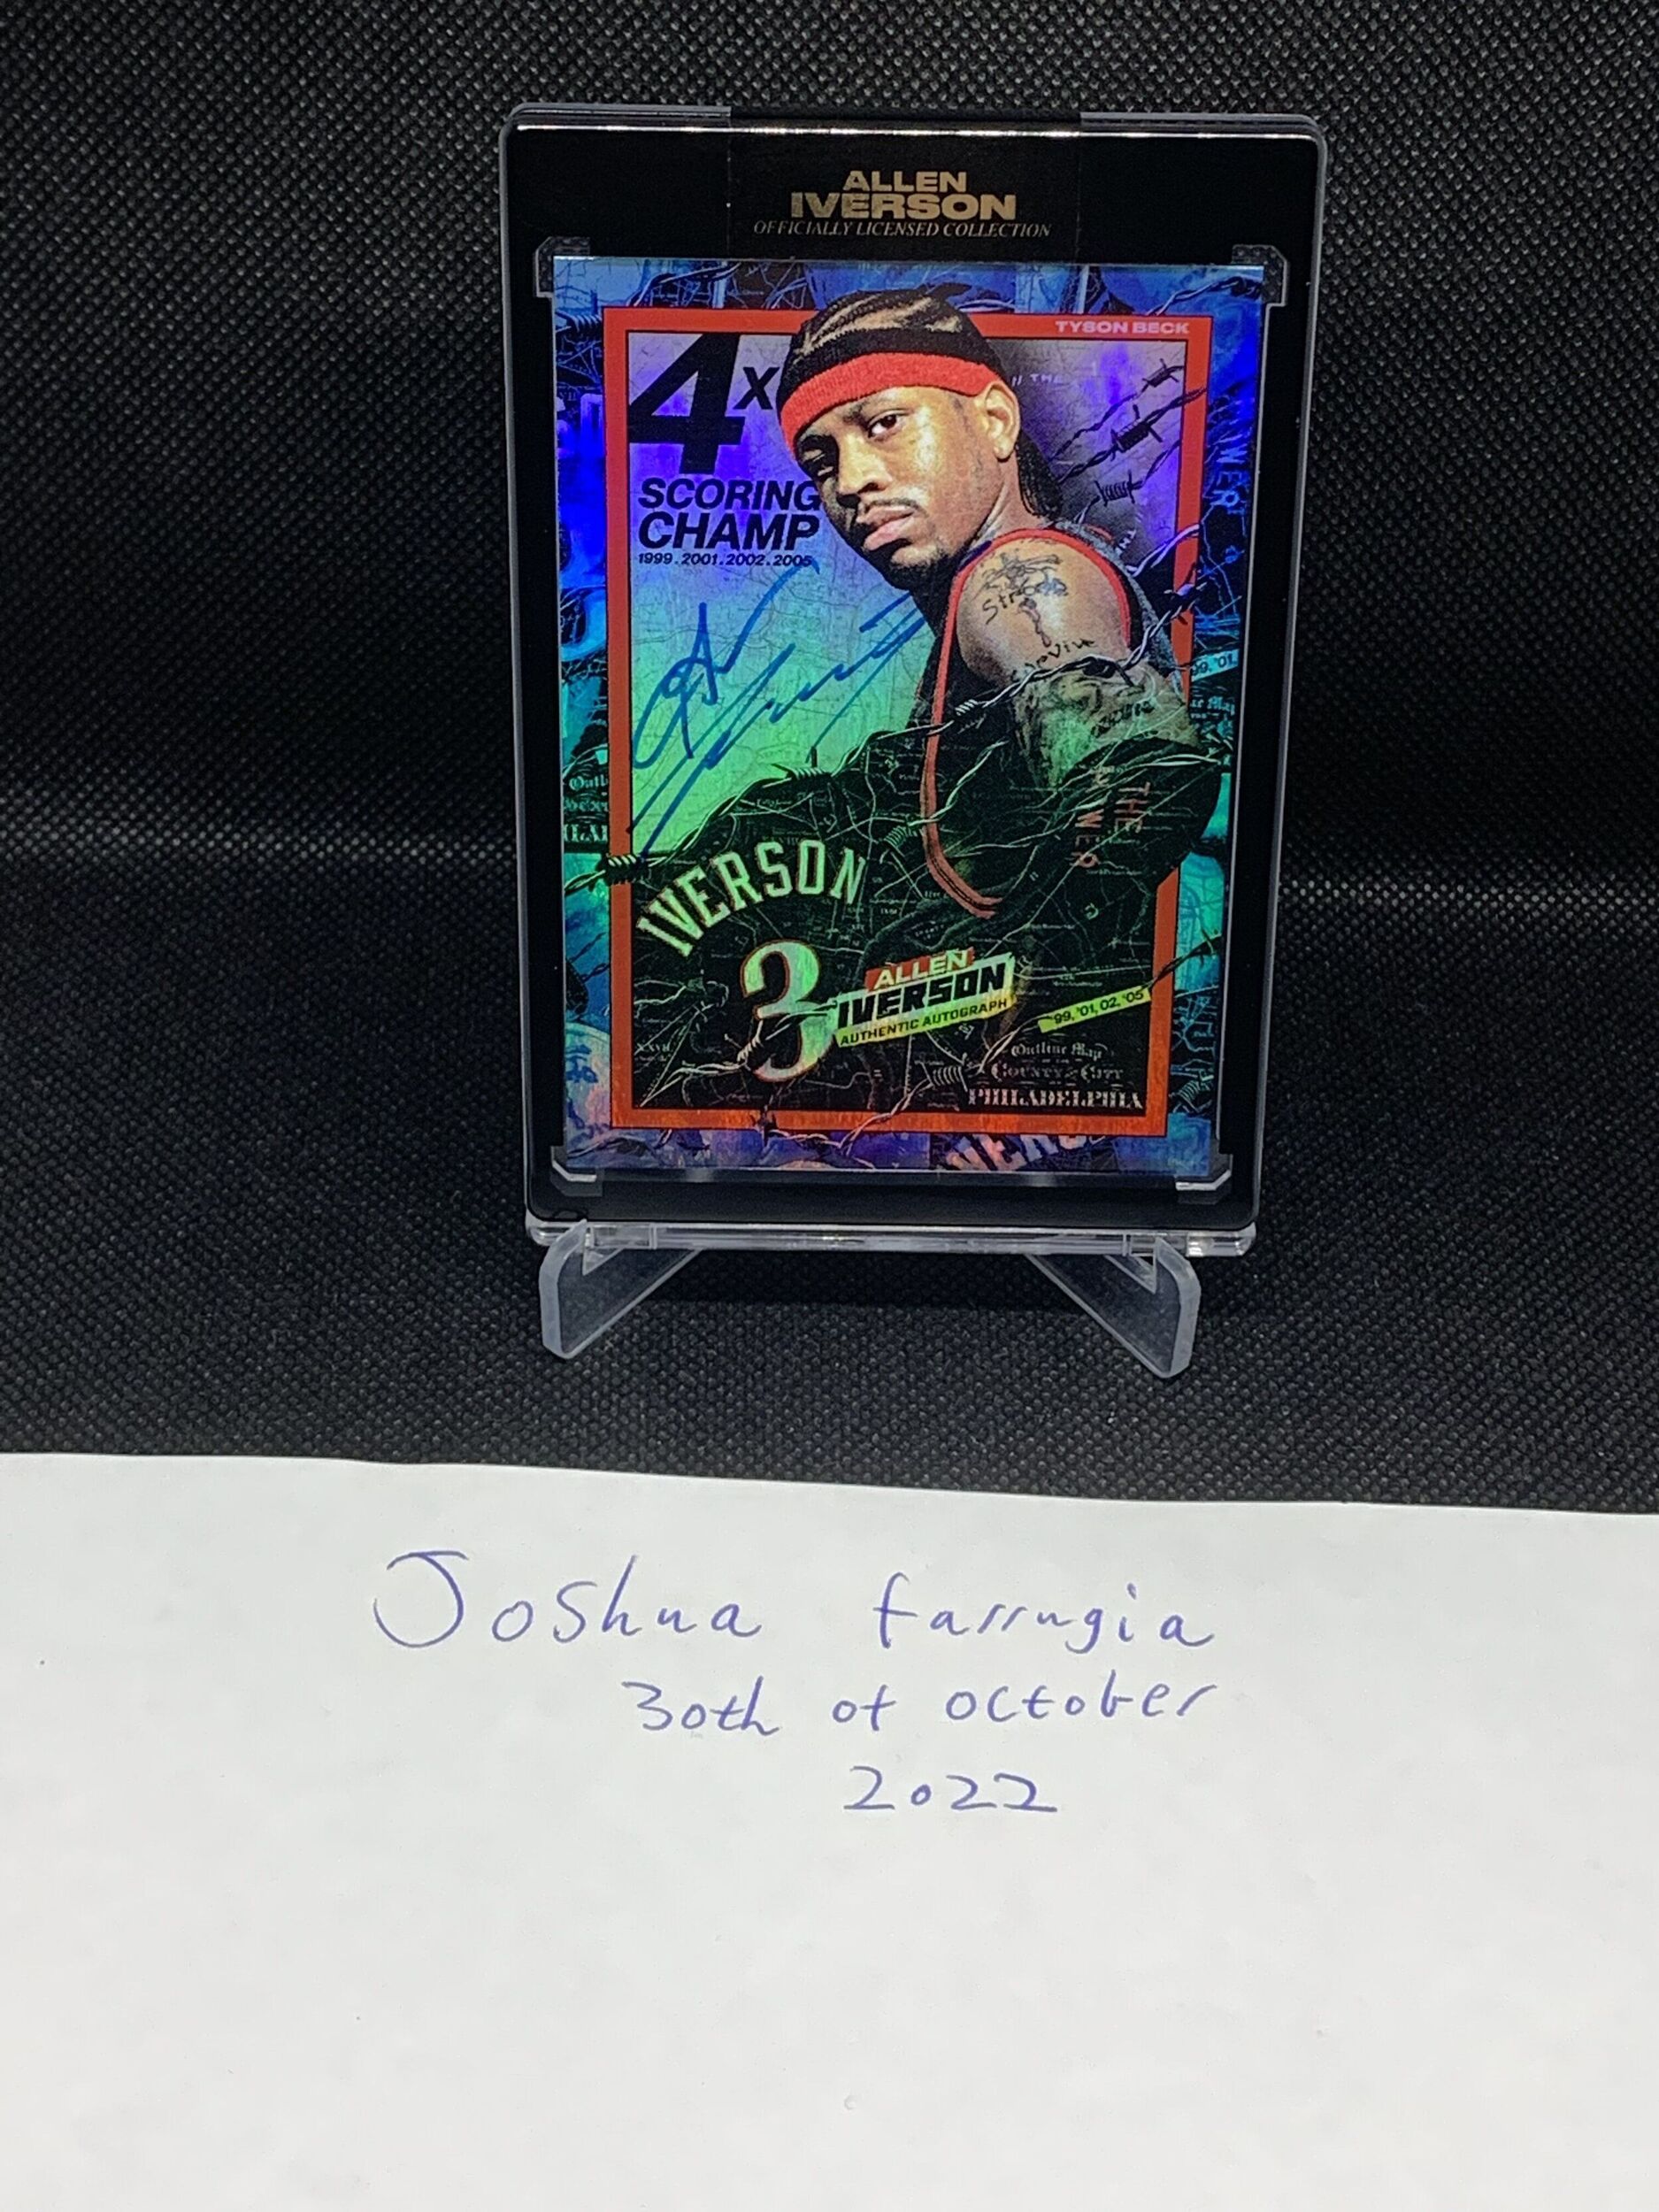 ALLEN
IVERSON
OFFICIALLY LICENSED COLLECTION
TYSON BECK
4X
SCORING
CHAMP
1999.2001.2002.2005
IVERSON
3
ALLEN
IVERSON
AUTHENTIC AUTOGRAPH
'99, '01, 02, '05
Outline Map
COUNTY & CITY
PHILADELPHIA
THE
Joshua Farrugia
30th of October
2022